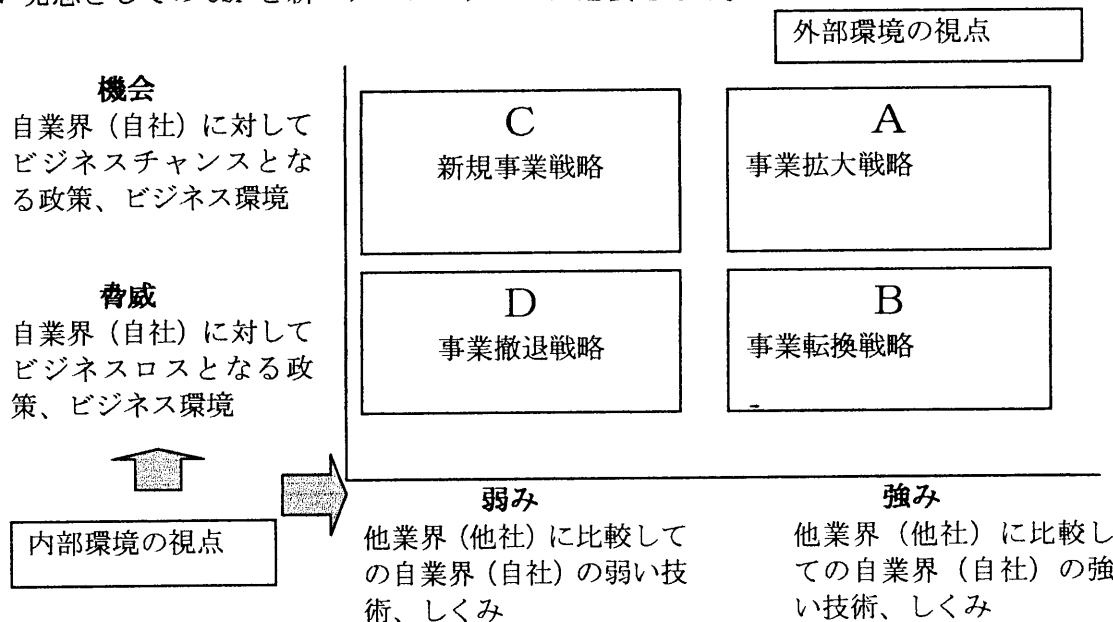 外部環境の視点
機会
自業界（自社）に対して
ビジネスチャンスとな
る政策、ビジネス環境
C
新規事業戦略
A
事業拡大戦略
脅威
自業界（自社）に対して
ビジネスロスとなる政
策、ビジネス環境
D
事業撤退戦略
B
事業転換戦略
内部環境の視点
弱み
他業界（他社）に比較して
の自業界（自社）の弱い技
術、しくみ
強み
他業界（他社）に比較し
ての自業界（自社）の強
い技術、しくみ